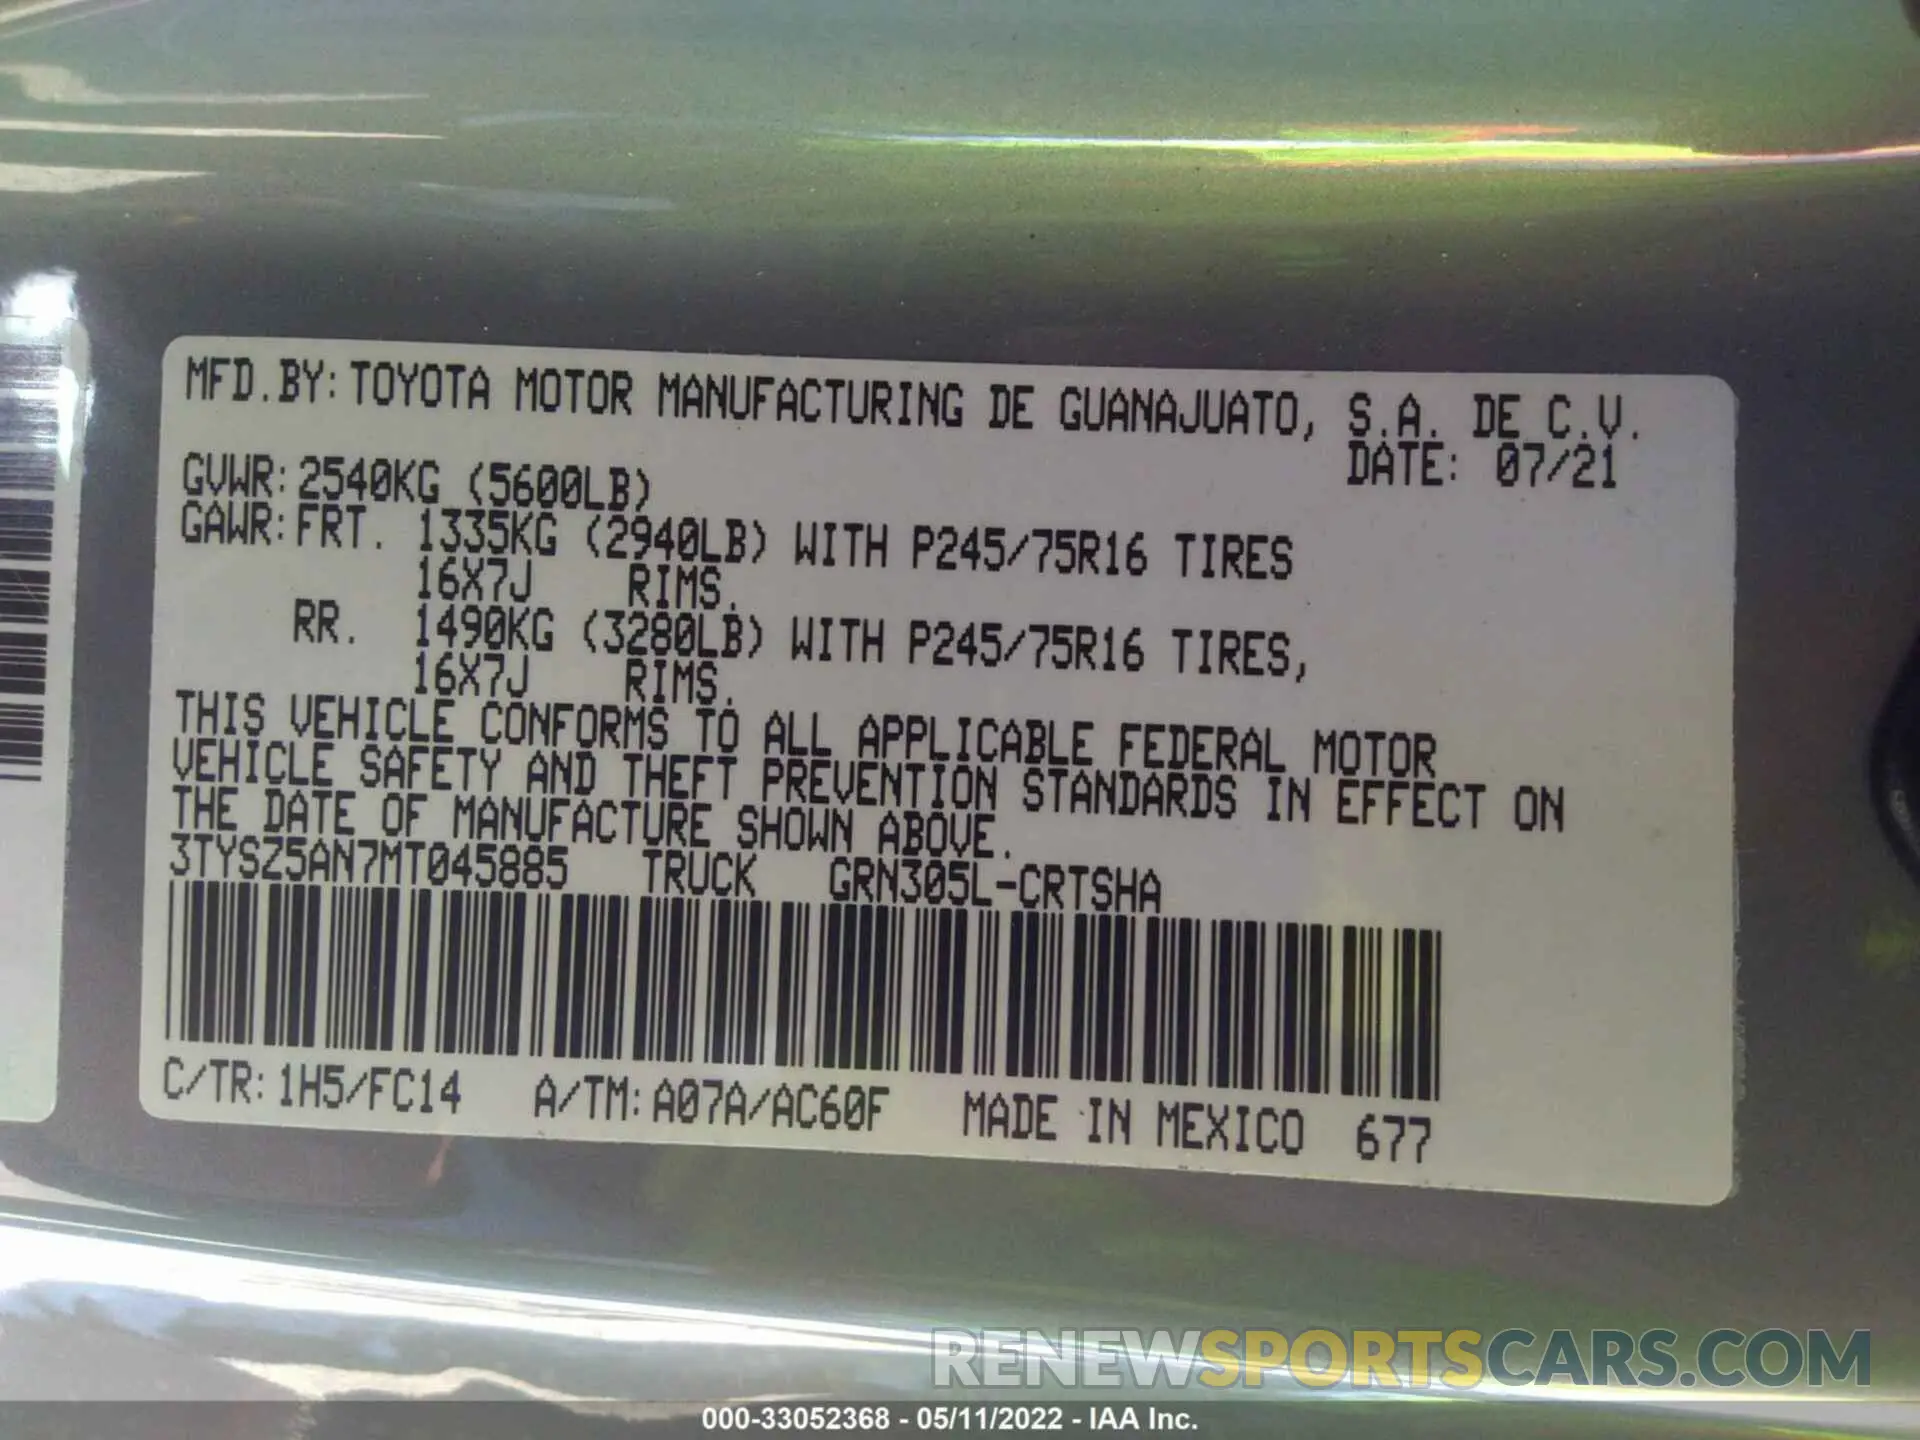 MFD.BY:TOYOTA MOTOR MANUFACTURING DE GUANAJUATO, S.A. DE C.V.
DATE: 07/21
GVWR:2540KG (5600LB)
GAWR:FRT. 1335KG (2940LB) WITH P245/75R16 TIRES
16X7J RIMS.
RR. 1490KG (3280LB) WITH P245/75R16 TIRES,
16X7J RIMS.
THIS VEHICLE CONFORMS TO ALL APPLICABLE FEDERAL MOTOR
VEHICLE SAFETY AND THEFT PREVENTION STANDARDS IN EFFECT ON
THE DATE OF MANUFACTURE SHOWN ABOVE.
3TYSZ5AN7MT045885 TRUCK GRN305L-CRTSHA
C/TR:1H5/FC14 A/TM:A07A/AC60F MADE IN MEXICO 677
RENEWSPORTSCARS.COM
000-33052368 - 05/11/2022 - IAA Inc.